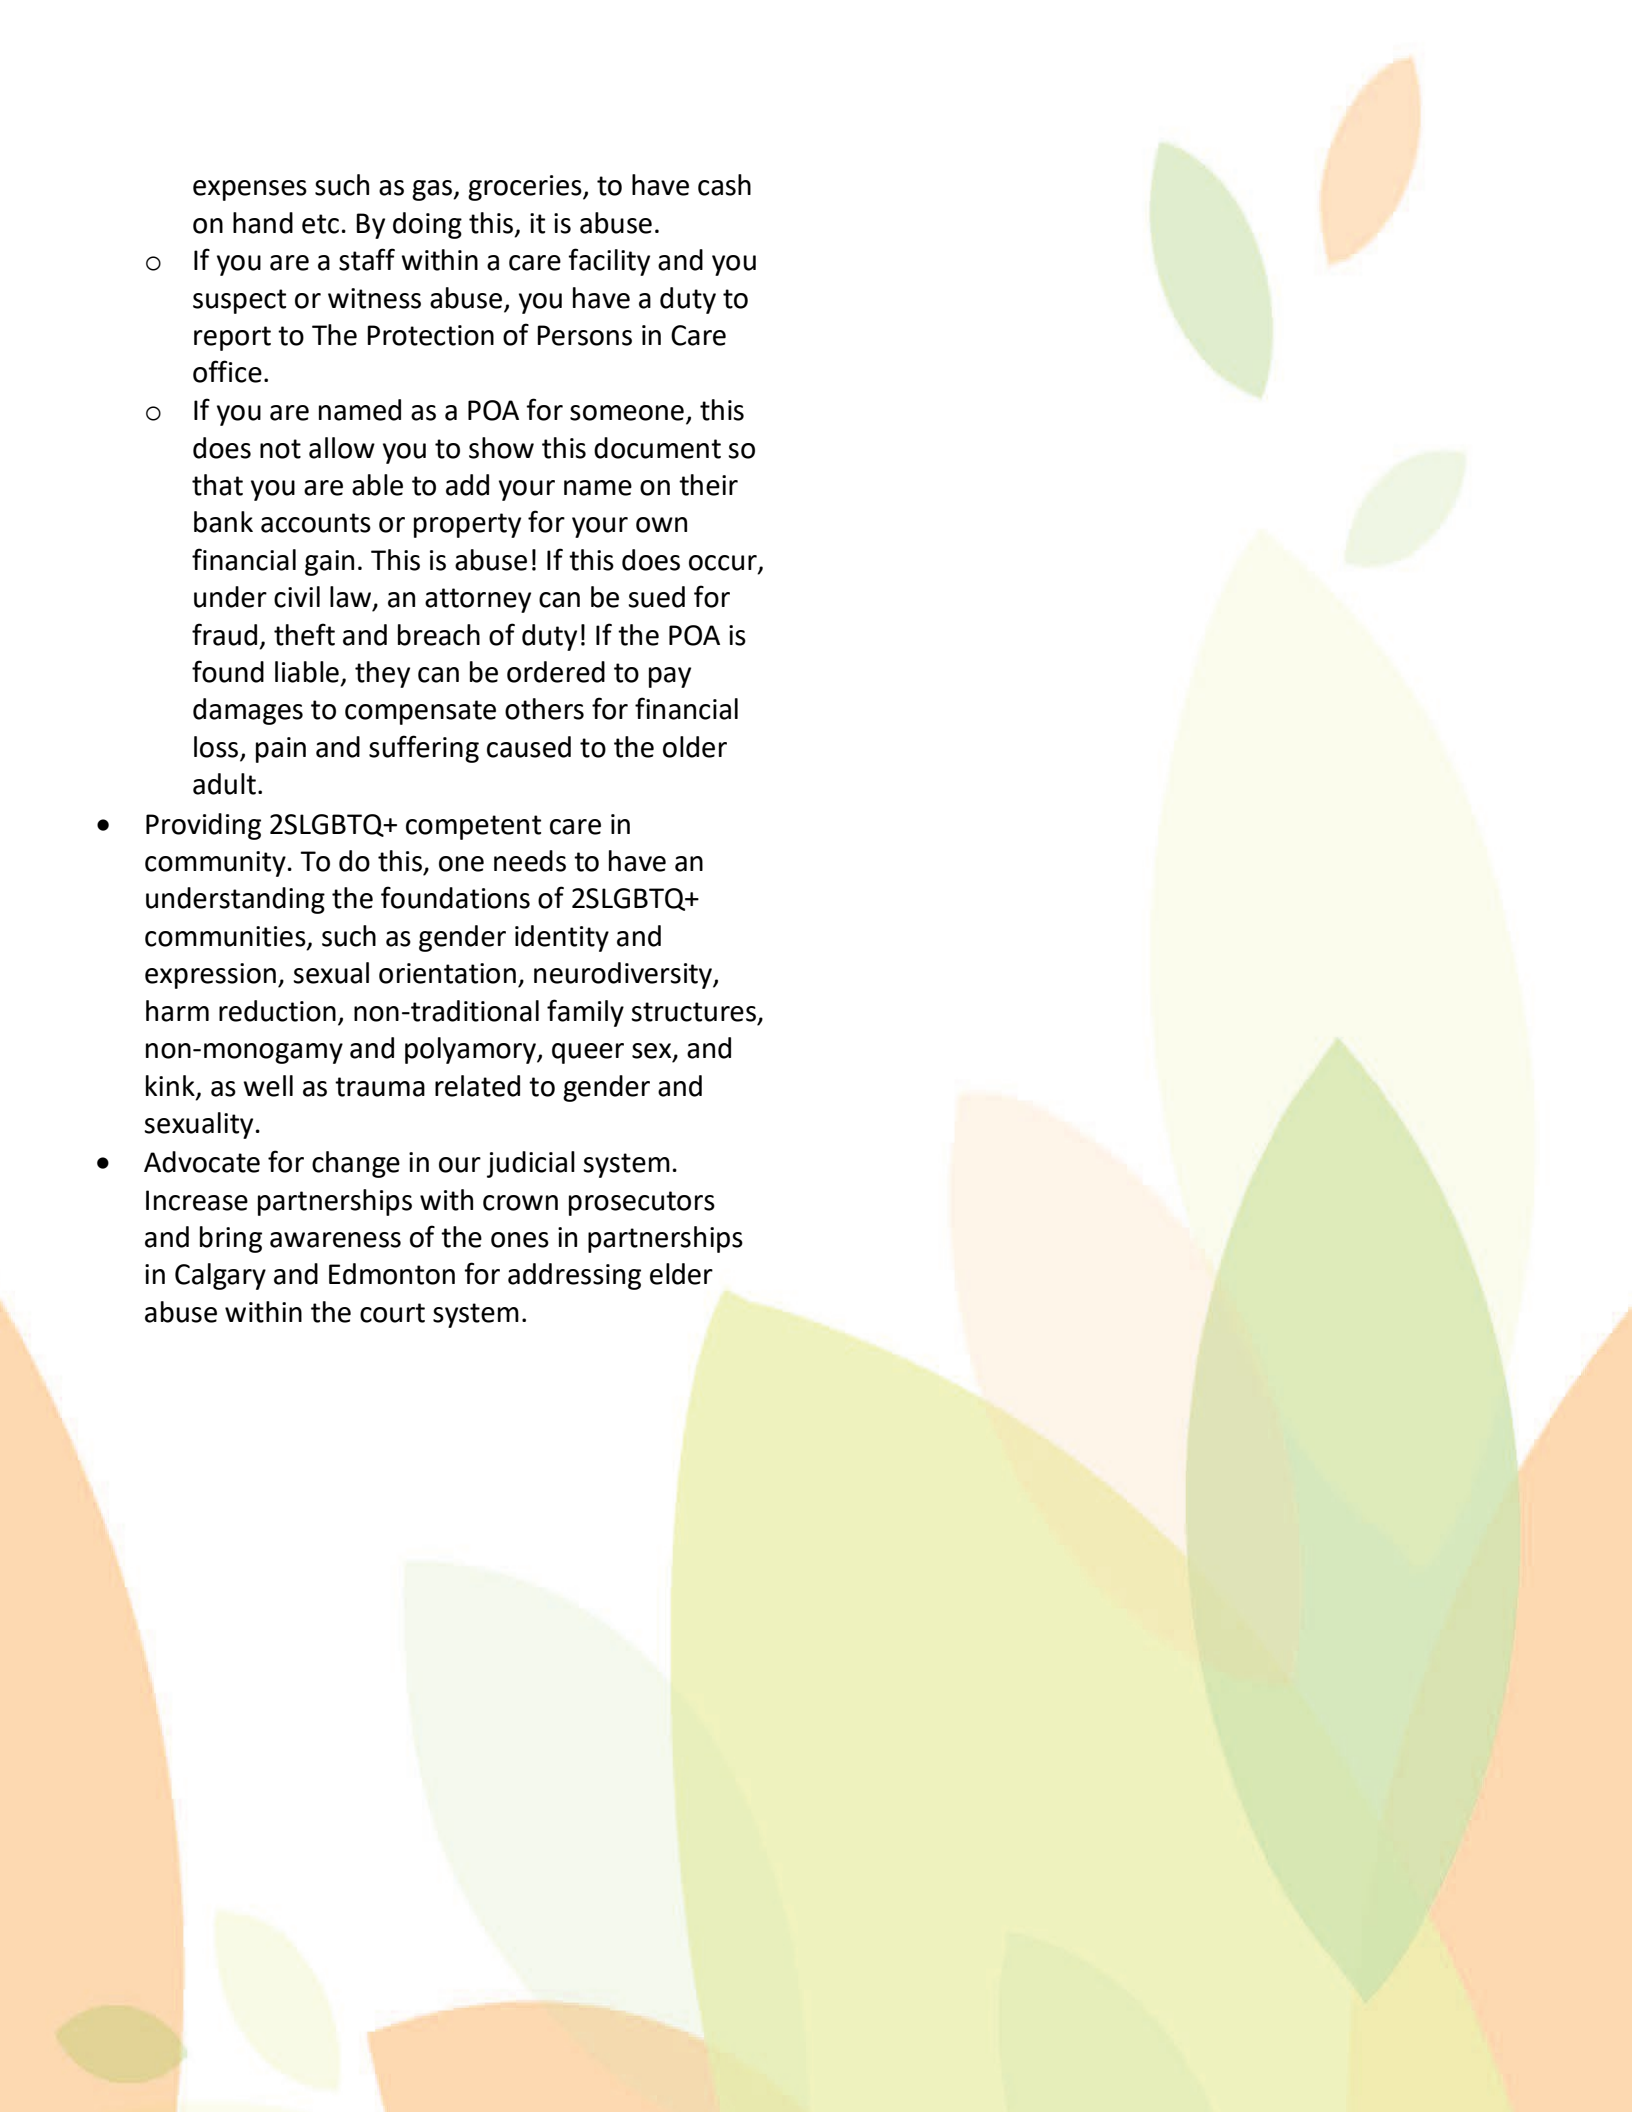 expenses such as gas, groceries, to have cash
on hand etc. By doing this, it is abuse.
o If you are a staff within a care facility and you
suspect or witness abuse, you have a duty to
report to The Protection of Persons in Care
office.
o If you are named as a POA for someone, this
does not allow you to show this document so
that you are able to add your name on their
bank accounts or property for your own
financial gain. This is abuse! If this does occur,
under civil law, an attorney can be sued for
fraud, theft and breach of duty! If the POA is
found liable, they can be ordered to pay
damages to compensate others for financial
loss, pain and suffering caused to the older
adult.
• Providing 2SLGBTQ+ competent care in
community. To do this, one needs to have an
understanding the foundations of 2SLGBTQ+
communities, such as gender identity and
expression, sexual orientation, neurodiversity,
harm reduction, non-traditional family structures,
non-monogamy and polyamory, queer sex, and
kink, as well as trauma related to gender and
sexuality.
• Advocate for change in our judicial system.
Increase partnerships with crown prosecutors
and bring awareness of the ones in partnerships
in Calgary and Edmonton for addressing elder
abuse within the court system.